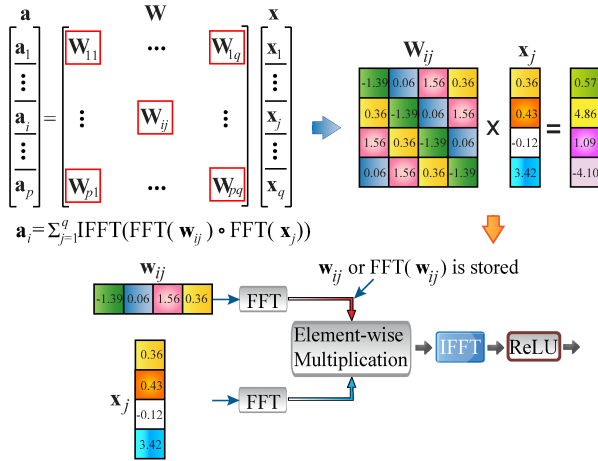 a W x
a₁ W₁₁ ... W₁q x₁
⋮ ⋮
aᵢ = ⋮ Wᵢⱼ ⋮ xⱼ
⋮ ⋮
aₚ Wₚ₁ ... Wₚq xq
Wᵢⱼ xⱼ
-1.39 0.06 1.56 0.36 0.36 0.57
0.36 -1.39 0.06 1.56 0.43 4.86
× =
1.56 0.36 -1.39 0.06 -0.12 1.09
0.06 1.56 0.36 -1.39 3.42 -4.10
aᵢ=∑ⱼ₌₁q IFFT(FFT( wᵢⱼ)∘FFT( xⱼ))
wᵢⱼ or FFT( wᵢⱼ) is stored
wᵢⱼ
-1.39 0.06 1.56 0.36
FFT
Element-wise
Multiplication
IFFT
ReLU
xⱼ
0.36
0.43
-0.12
3.42
FFT